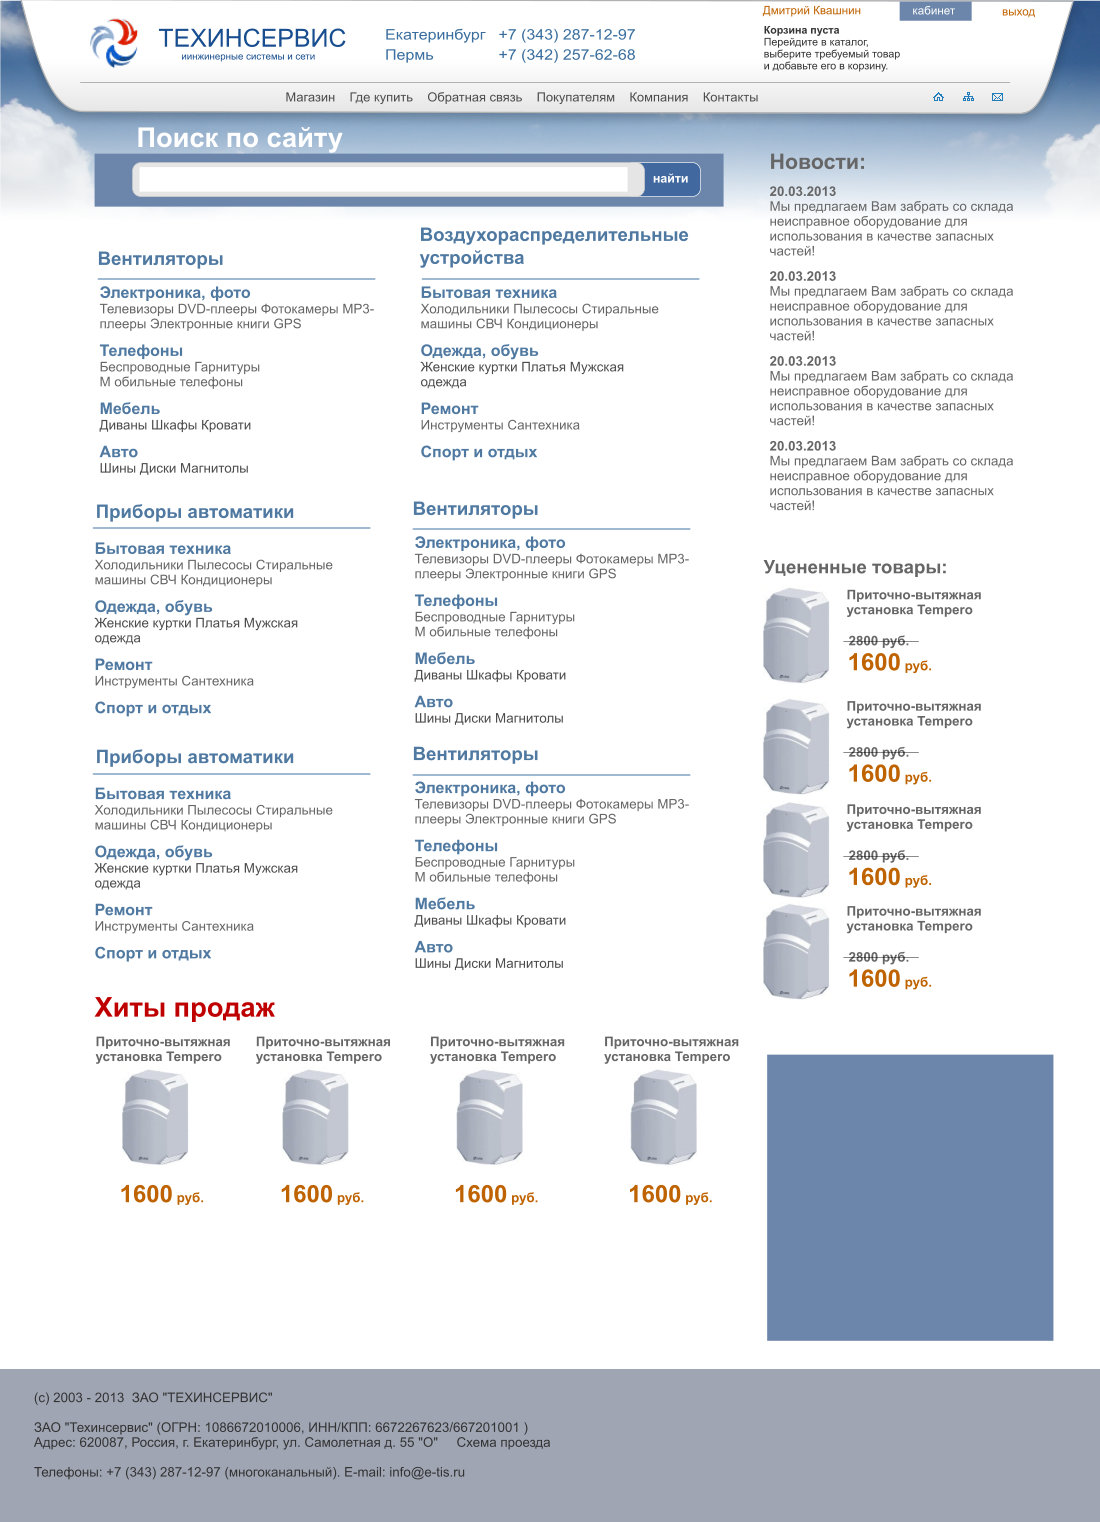 Дмитрий Квашнин
кабинет
выход
ТЕХИНСЕРВИС
иинжинерные системы и сети
Екатеринбург +7 (343) 287-12-97
Пермь +7 (342) 257-62-68
Корзина пуста
Перейдите в каталог,
выберите требуемый товар
и добавьте его в корзину.
Магазин Где купить Обратная связь Покупателям Компания Контакты
Поиск по сайту
найти
Вентиляторы
Электроника, фото
Телевизоры DVD-плееры Фотокамеры MP3-
плееры Электронные книги GPS
Телефоны
Беспроводные Гарнитуры
М обильные телефоны
Мебель
Диваны Шкафы Кровати
Авто
Шины Диски Магнитолы
Воздухораспределительные
устройства
Бытовая техника
Холодильники Пылесосы Стиральные
машины СВЧ Кондиционеры
Одежда, обувь
Женские куртки Платья Мужская
одежда
Ремонт
Инструменты Сантехника
Спорт и отдых
Приборы автоматики
Бытовая техника
Холодильники Пылесосы Стиральные
машины СВЧ Кондиционеры
Одежда, обувь
Женские куртки Платья Мужская
одежда
Ремонт
Инструменты Сантехника
Спорт и отдых
Вентиляторы
Электроника, фото
Телевизоры DVD-плееры Фотокамеры MP3-
плееры Электронные книги GPS
Телефоны
Беспроводные Гарнитуры
М обильные телефоны
Мебель
Диваны Шкафы Кровати
Авто
Шины Диски Магнитолы
Приборы автоматики
Бытовая техника
Холодильники Пылесосы Стиральные
машины СВЧ Кондиционеры
Одежда, обувь
Женские куртки Платья Мужская
одежда
Ремонт
Инструменты Сантехника
Спорт и отдых
Вентиляторы
Электроника, фото
Телевизоры DVD-плееры Фотокамеры MP3-
плееры Электронные книги GPS
Телефоны
Беспроводные Гарнитуры
М обильные телефоны
Мебель
Диваны Шкафы Кровати
Авто
Шины Диски Магнитолы
Новости:
20.03.2013
Мы предлагаем Вам забрать со склада
неисправное оборудование для
использования в качестве запасных
частей!
20.03.2013
Мы предлагаем Вам забрать со склада
неисправное оборудование для
использования в качестве запасных
частей!
20.03.2013
Мы предлагаем Вам забрать со склада
неисправное оборудование для
использования в качестве запасных
частей!
20.03.2013
Мы предлагаем Вам забрать со склада
неисправное оборудование для
использования в качестве запасных
частей!
Уцененные товары:
Приточно-вытяжная
установка Tempero
2800 руб.
1600 руб.
Приточно-вытяжная
установка Tempero
2800 руб.
1600 руб.
Приточно-вытяжная
установка Tempero
2800 руб.
1600 руб.
Приточно-вытяжная
установка Tempero
2800 руб.
1600 руб.
Хиты продаж
Приточно-вытяжная
установка Tempero
1600 руб.
Приточно-вытяжная
установка Tempero
1600 руб.
Приточно-вытяжная
установка Tempero
1600 руб.
Приточно-вытяжная
установка Tempero
1600 руб.
(c) 2003 - 2013 ЗАО "ТЕХИНСЕРВИС"
ЗАО "Техинсервис" (ОГРН: 1086672010006, ИНН/КПП: 6672267623/667201001 )
Адрес: 620087, Россия, г. Екатеринбург, ул. Самолетная д. 55 "О" Схема проезда
Телефоны: +7 (343) 287-12-97 (многоканальный). E-mail: info@e-tis.ru